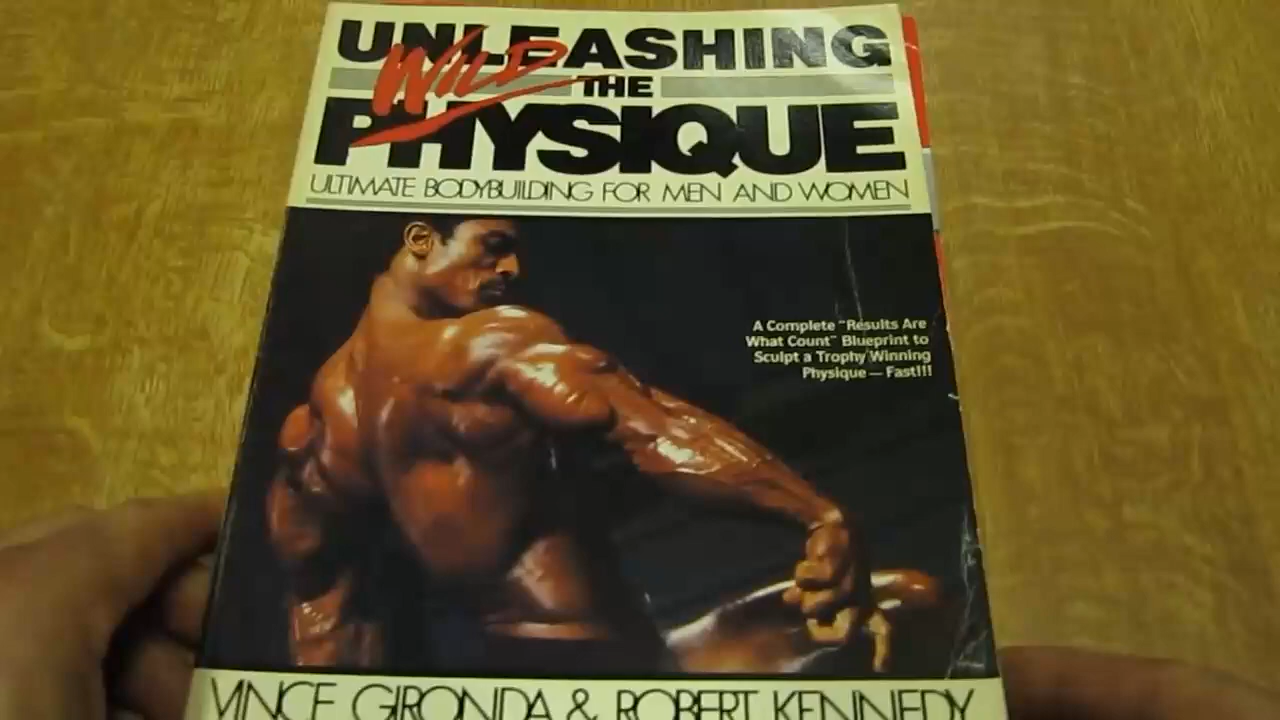 UNLEASHING
WILD
THE
PHYSIQUE
ULTIMATE BODYBUILDING FOR MEN AND WOMEN
A Complete "Results Are
What Count" Blueprint to
Sculpt a Trophy Winning
Physique — Fast!!!
VINCE GIRONDA & ROBERT KENNEDY